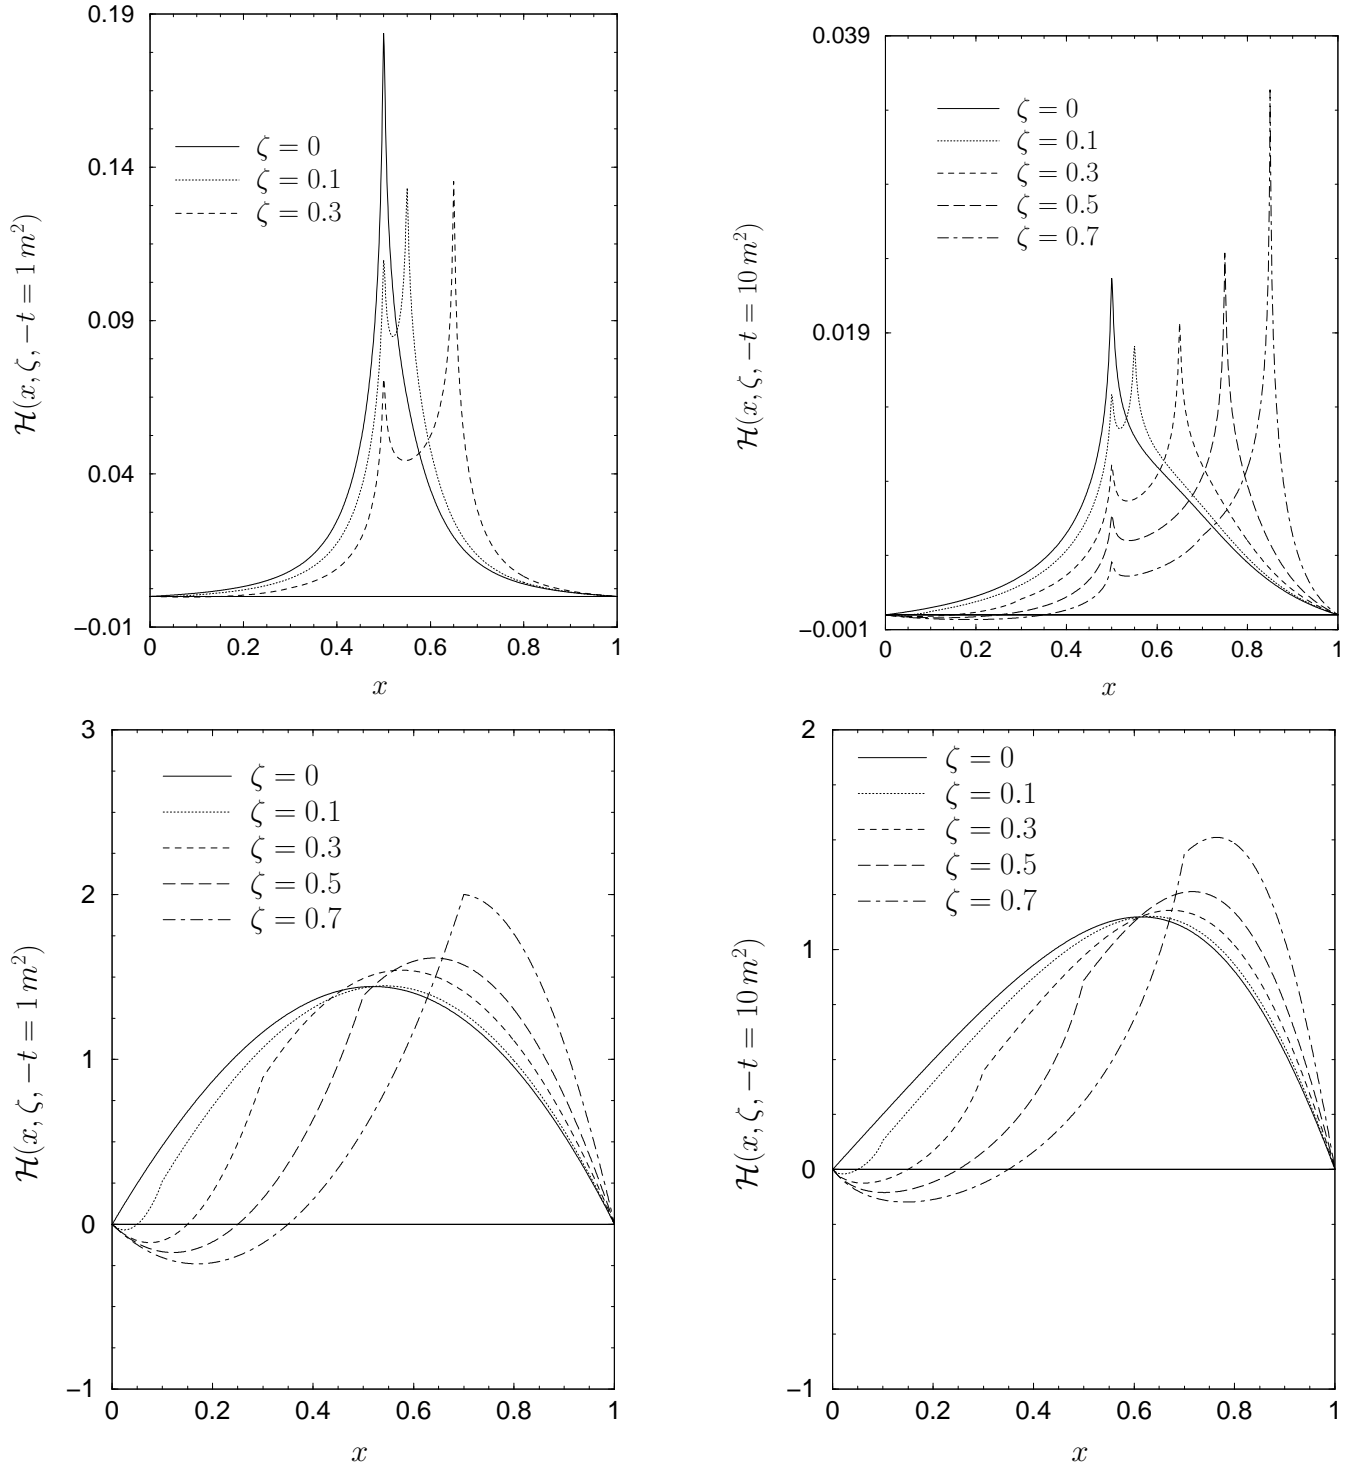 0.19
0.14
0.09
0.04
−0.01
ℋ(x, ζ, −t = 1 m²)
ζ = 0
ζ = 0.1
ζ = 0.3
0 0.2 0.4 0.6 0.8 1
x
0.039
0.019
−0.001
ℋ(x, ζ, −t = 10 m²)
ζ = 0
ζ = 0.1
ζ = 0.3
ζ = 0.5
ζ = 0.7
0 0.2 0.4 0.6 0.8 1
x
3
2
1
0
−1
ℋ(x, ζ, −t = 1 m²)
ζ = 0
ζ = 0.1
ζ = 0.3
ζ = 0.5
ζ = 0.7
0 0.2 0.4 0.6 0.8 1
x
2
1
0
−1
ℋ(x, ζ, −t = 10 m²)
ζ = 0
ζ = 0.1
ζ = 0.3
ζ = 0.5
ζ = 0.7
0 0.2 0.4 0.6 0.8 1
x